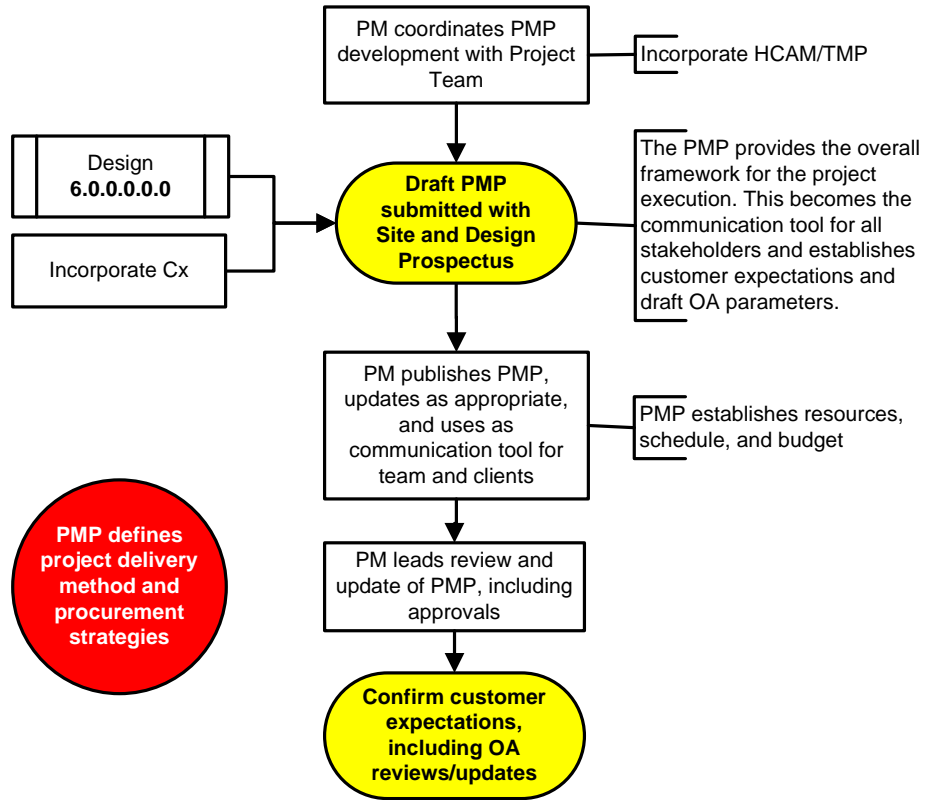 PM coordinates PMP
development with Project
Team
Incorporate HCAM/TMP
Design
6.0.0.0.0.0
Incorporate Cx
Draft PMP
submitted with
Site and Design
Prospectus
The PMP provides the overall
framework for the project
execution. This becomes the
communication tool for all
stakeholders and establishes
customer expectations and
draft OA parameters.
PM publishes PMP,
updates as appropriate,
and uses as
communication tool for
team and clients
PMP establishes resources,
schedule, and budget
PMP defines
project delivery
method and
procurement
strategies
PM leads review and
update of PMP, including
approvals
Confirm customer
expectations,
including OA
reviews/updates